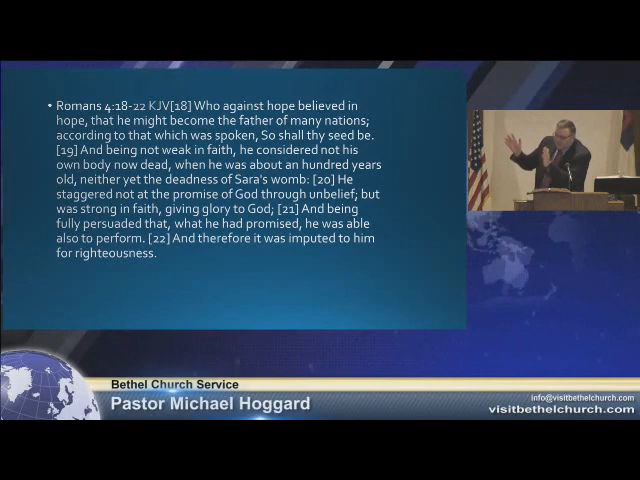 • Romans 4:18-22 KJV[18] Who against hope believed in
hope, that he might become the father of many nations;
according to that which was spoken, So shall thy seed be.
[19] And being not weak in faith, he considered not his
own body now dead, when he was about an hundred years
old, neither yet the deadness of Sara's womb: [20] He
staggered not at the promise of God through unbelief; but
was strong in faith, giving glory to God; [21] And being
fully persuaded that, what he had promised, he was able
also to perform. [22] And therefore it was imputed to him
for righteousness.
Bethel Church Service
Pastor Michael Hoggard
info@visitbethelchurch.com
visitbethelchurch.com